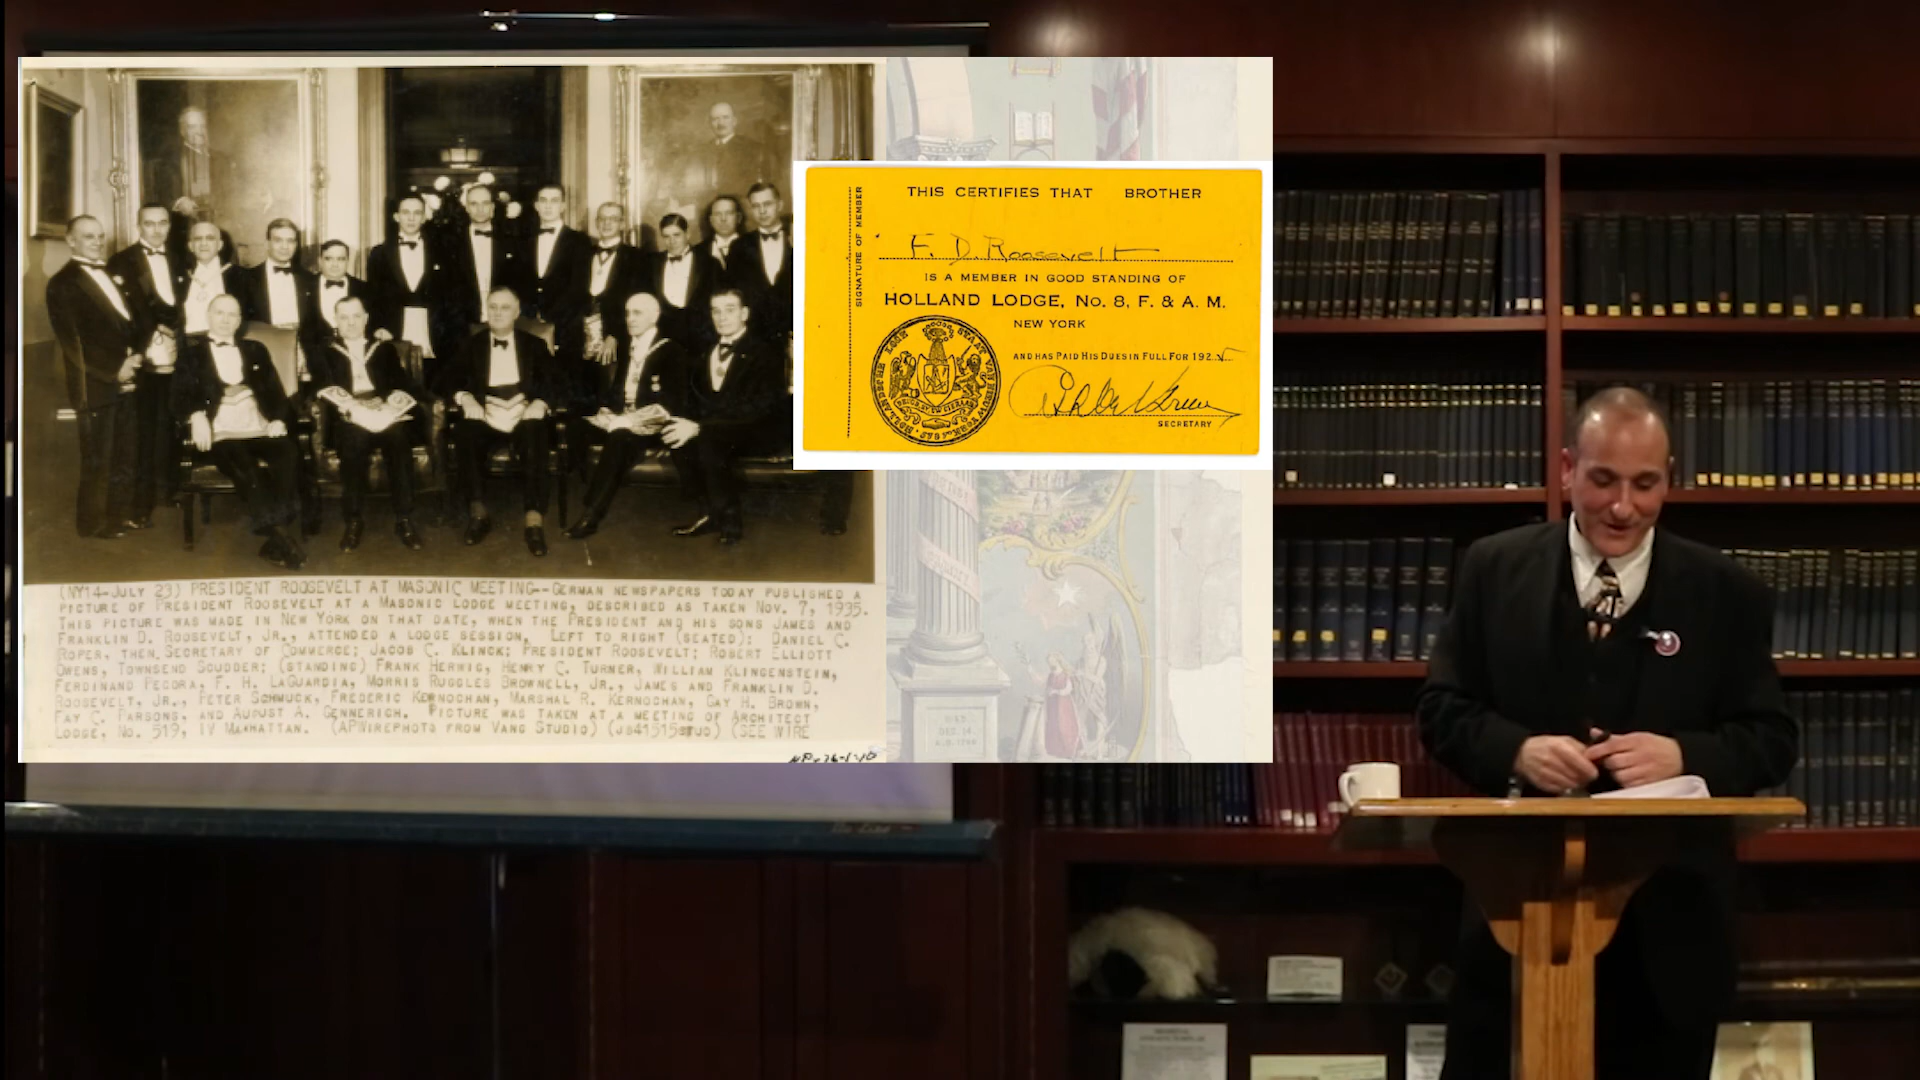 (NY14-JULY 23) PRESIDENT ROOSEVELT AT MASONIC MEETING--GERMAN NEWSPAPERS TODAY PUBLISHED A
PICTURE OF PRESIDENT ROOSEVELT AT A MASONIC LODGE MEETING, DESCRIBED AS TAKEN NOV. 7, 1935.
THIS PICTURE WAS MADE IN NEW YORK ON THAT DATE, WHEN THE PRESIDENT AND HIS SONS JAMES AND
FRANKLIN D. ROOSEVELT, JR., ATTENDED A LODGE SESSION. LEFT TO RIGHT (SEATED): DANIEL C.
ROPER, THEN SECRETARY OF COMMERCE; JACOB C. KLINCK; PRESIDENT ROOSEVELT; ROBERT ELLIOTT
OWENS, TOWNSEND SCUDDER; (STANDING) FRANK HERWIG, HENRY C. TURNER, WILLIAM KLINGENSTEIN,
FERDINAND PECORA, F. H. LAGUARDIA, MORRIS RUGGLES BROWNELL, JR., JAMES AND FRANKLIN D.
ROOSEVELT, JR., PETER SCHMUCK, FREDERIC KERNOCHAN, MARSHAL R. KERNOCHAN, GAY H. BROWN,
FAY C. PARSONS, AND AUGUST A. GENNERICH. PICTURE WAS TAKEN AT A MEETING OF ARCHITECT
LODGE, NO. 519, IN MANHATTAN. (APWIREPHOTO FROM VANG STUDIO) (SEE WIRE
SIGNATURE OF MEMBER
THIS CERTIFIES THAT BROTHER
F. D. Roosevelt
IS A MEMBER IN GOOD STANDING OF
HOLLAND LODGE, No. 8, F. & A. M.
NEW YORK
AND HAS PAID HIS DUES IN FULL FOR 192 5
SECRETARY
DIED
DEC. 14